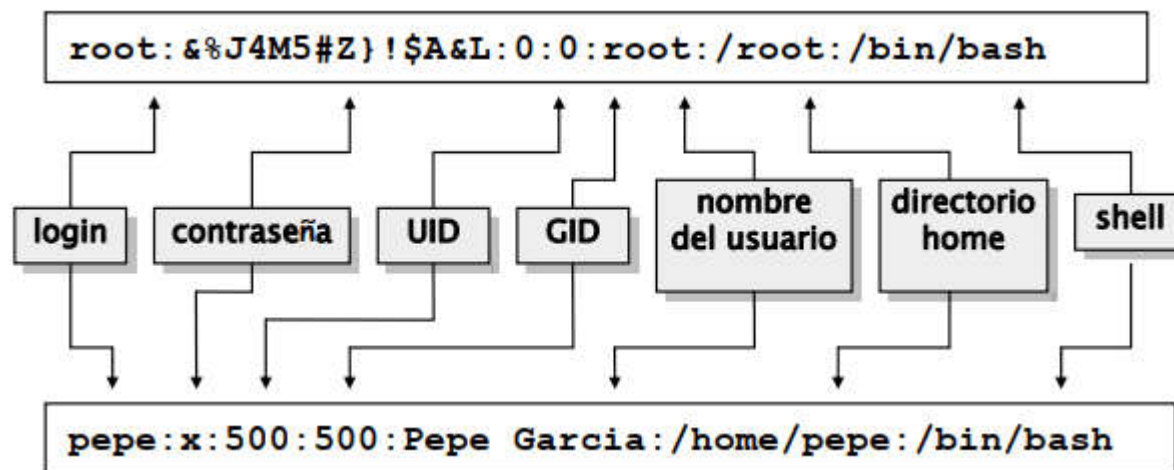 root:&%J4M5#Z}!$A&L:0:0:root:/root:/bin/bash
login
contraseña
UID
GID
nombre
del usuario
directorio
home
shell
pepe:x:500:500:Pepe Garcia:/home/pepe:/bin/bash